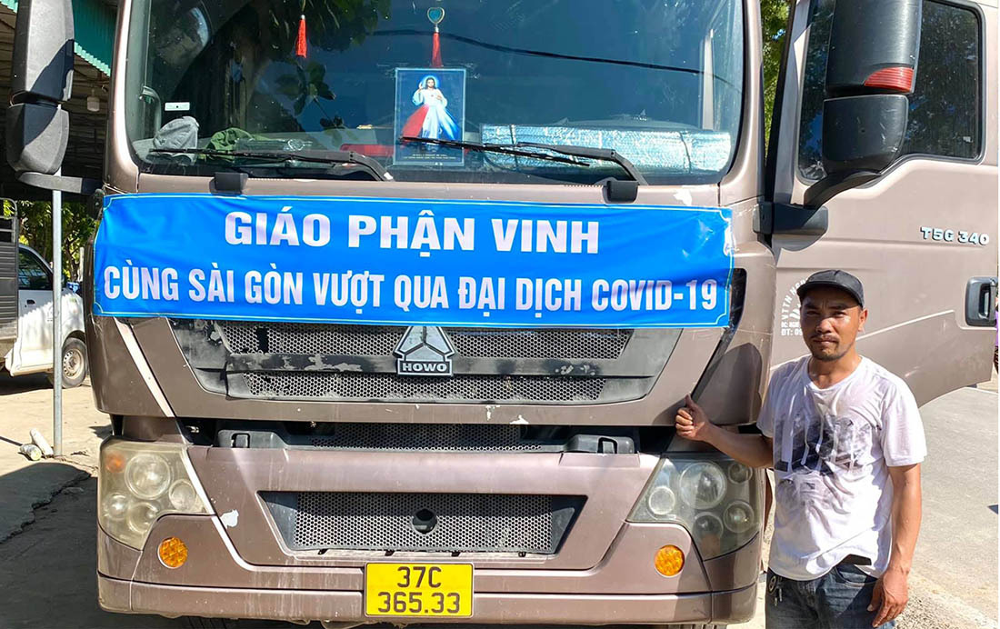 GIÁO PHẬN VINH
CÙNG SÀI GÒN VƯỢT QUA ĐẠI DỊCH COVID-19
HOWO
T5G 340
37C
365.33